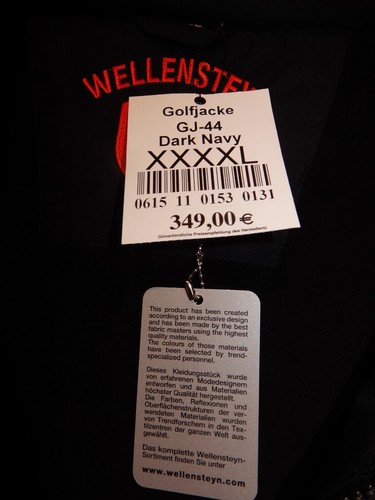 WELLENSTEY
Golfjacke
GJ-44
Dark Navy
XXXXL
0615 11 0153 0131
349,00 €
(Unverbindliche Preisempfehlung des Herstellers)
This product has been created
according to an exclusive design
and has been made by the best
fabric masters using the highest
quality materials.
The colours of those materials
have been selected by trend-
specialized personnel.
Dieses Kleidungsstück wurde
von erfahrenen Modedesignern
entworfen und aus Materialien
höchster Qualität hergestellt.
Die Farben, Reflexionen und
Oberflächenstrukturen der ver-
wendeten Materialien wurden
von Trendforschern in den Tex-
tilzentren der ganzen Welt aus-
gewählt.
Das komplette Wellensteyn-
Sortiment finden Sie unter
www.wellensteyn.com